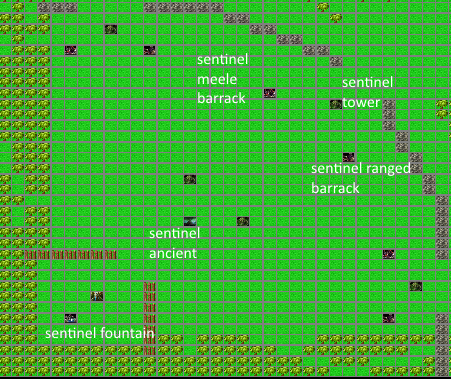 sentinel
meele
barrack
sentinel
tower
sentinel ranged
barrack
sentinel
ancient
sentinel fountain